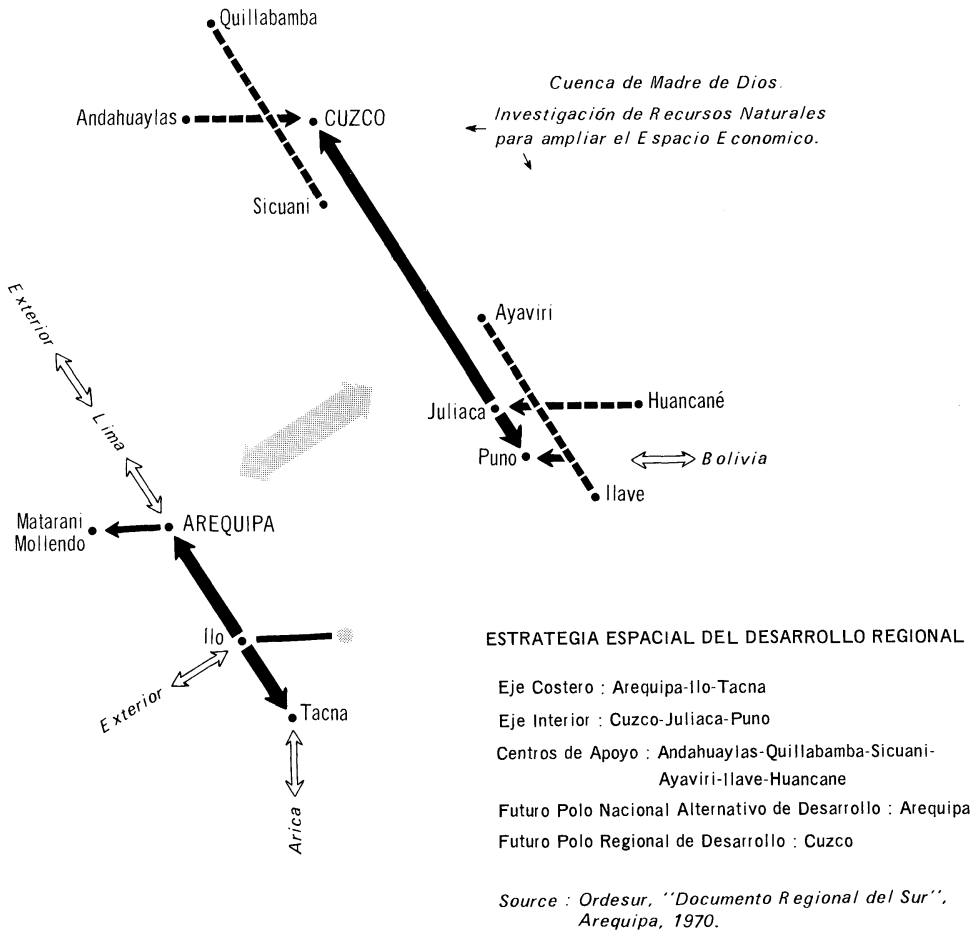 Quillabamba
Cuenca de Madre de Dios.
Andahuaylas
CUZCO
Investigación de Recursos Naturales
para ampliar el Espacio Economico.
Sicuani
Exterior
Ayaviri
Lima
Juliaca
Huancané
Puno
Bolivia
Ilave
Matarani
Mollendo
AREQUIPA
Ilo
Exterior
Tacna
Arica
ESTRATEGIA ESPACIAL DEL DESARROLLO REGIONAL
Eje Costero : Arequipa-Ilo-Tacna
Eje Interior : Cuzco-Juliaca-Puno
Centros de Apoyo : Andahuaylas-Quillabamba-Sicuani-
Ayaviri-Ilave-Huancane
Futuro Polo Nacional Alternativo de Desarrollo : Arequipa
Futuro Polo Regional de Desarrollo : Cuzco
Source : Ordesur, ''Documento Regional del Sur'',
Arequipa, 1970.